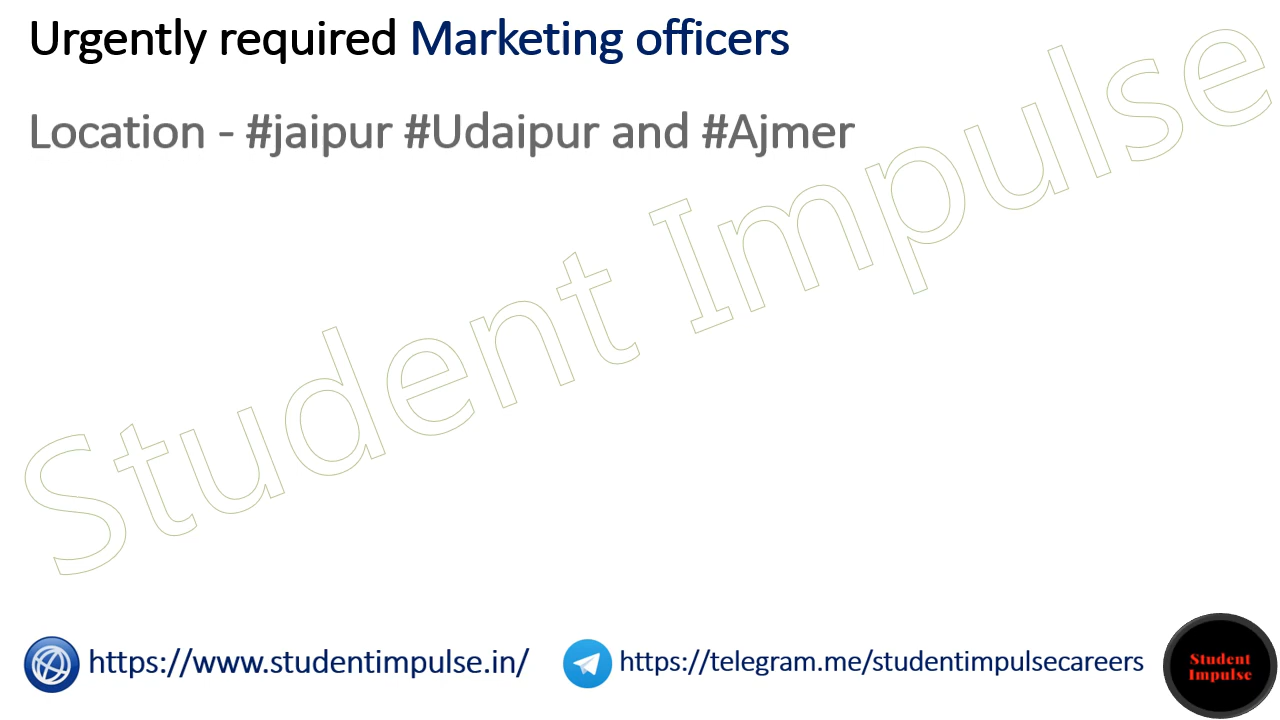 Urgently required Marketing officers
Location - #jaipur #Udaipur and #Ajmer
Student Impulse
https://www.studentimpulse.in/
https://telegram.me/studentimpulsecareers
Student
Impulse